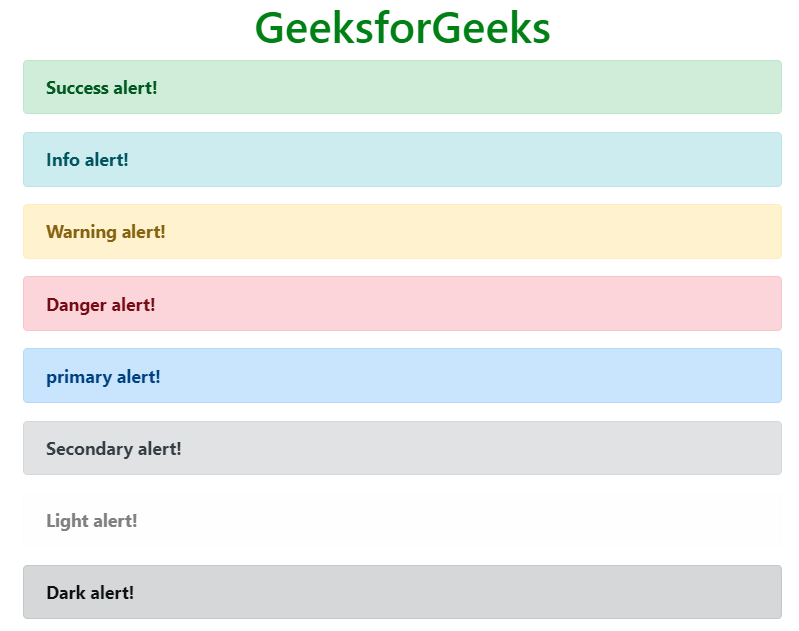 GeeksforGeeks
Success alert!
Info alert!
Warning alert!
Danger alert!
primary alert!
Secondary alert!
Light alert!
Dark alert!